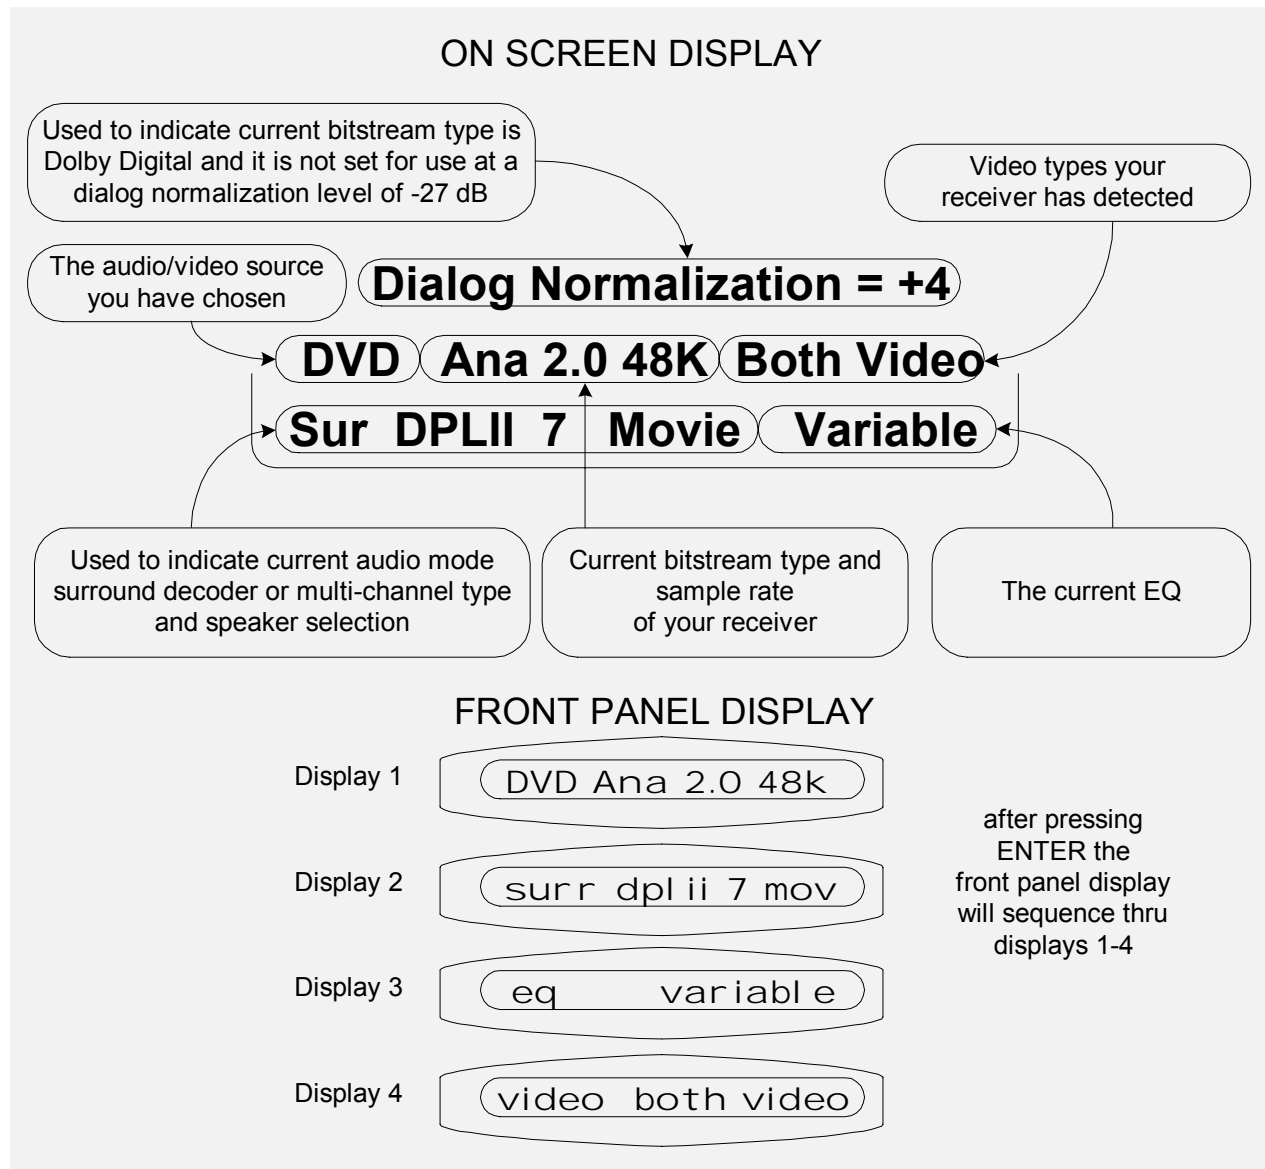 ON SCREEN DISPLAY
Used to indicate current bitstream type is
Dolby Digital and it is not set for use at a
dialog normalization level of -27 dB
Video types your
receiver has detected
The audio/video source
you have chosen
Dialog Normalization = +4
DVD Ana 2.0 48K Both Video
Sur DPLII 7 Movie Variable
Used to indicate current audio mode
surround decoder or multi-channel type
and speaker selection
Current bitstream type and
sample rate
of your receiver
The current EQ
FRONT PANEL DISPLAY
Display 1
DVD Ana 2.0 48k
Display 2
surr dplii 7 mov
Display 3
eq variable
Display 4
video both video
after pressing
ENTER the
front panel display
will sequence thru
displays 1-4